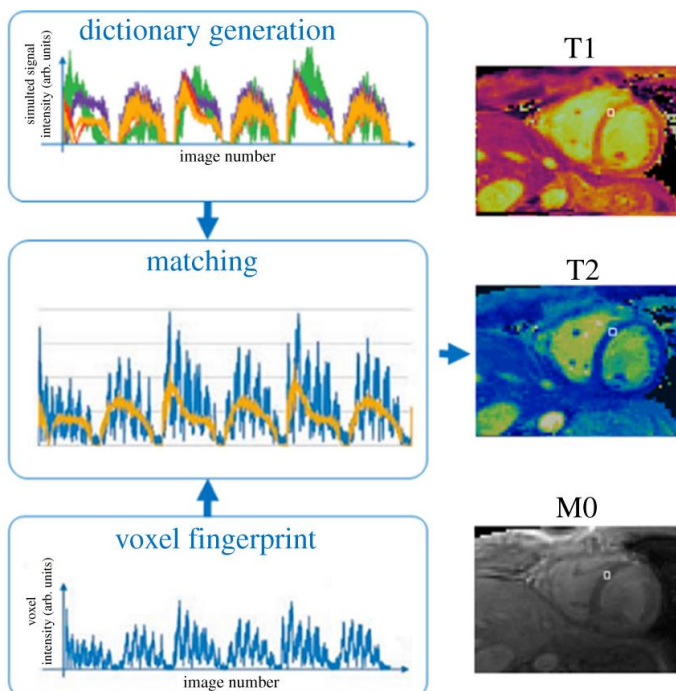 dictionary generation
simulted signal
intensity (arb. units)
image number
T1
matching
T2
voxel fingerprint
voxel
intensity (arb. units)
image number
M0